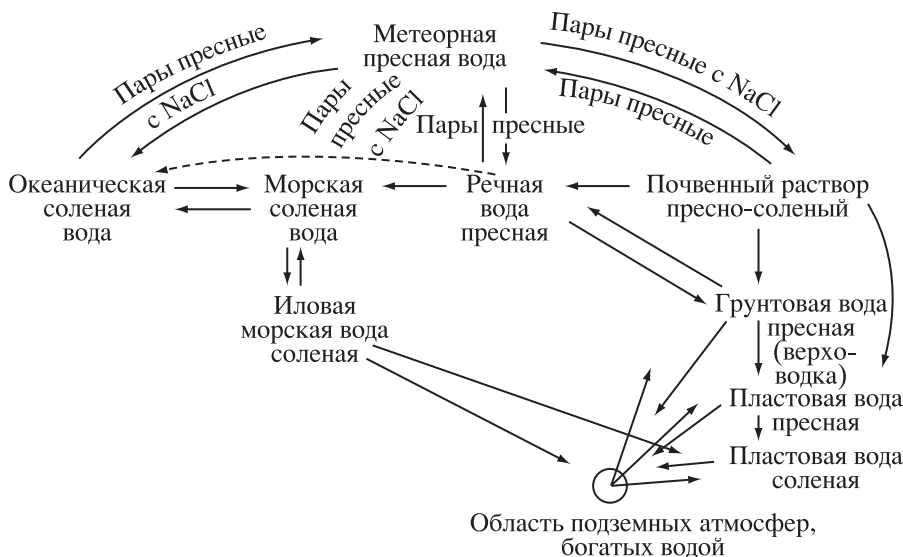 Метеорная
пресная вода
Пары пресные
с NaCl
Пары
пресные
с NaCl
Пары пресные
Пары пресные с NaCl
Пары пресные
Океаническая
соленая
вода
Морская
соленая
вода
Речная
вода
пресная
Почвенный раствор
пресно-соленый
Иловая
морская вода
соленая
Грунтовая вода
пресная
(верхо-
водка)
Пластовая вода
пресная
Пластовая вода
соленая
Область подземных атмосфер,
богатых водой